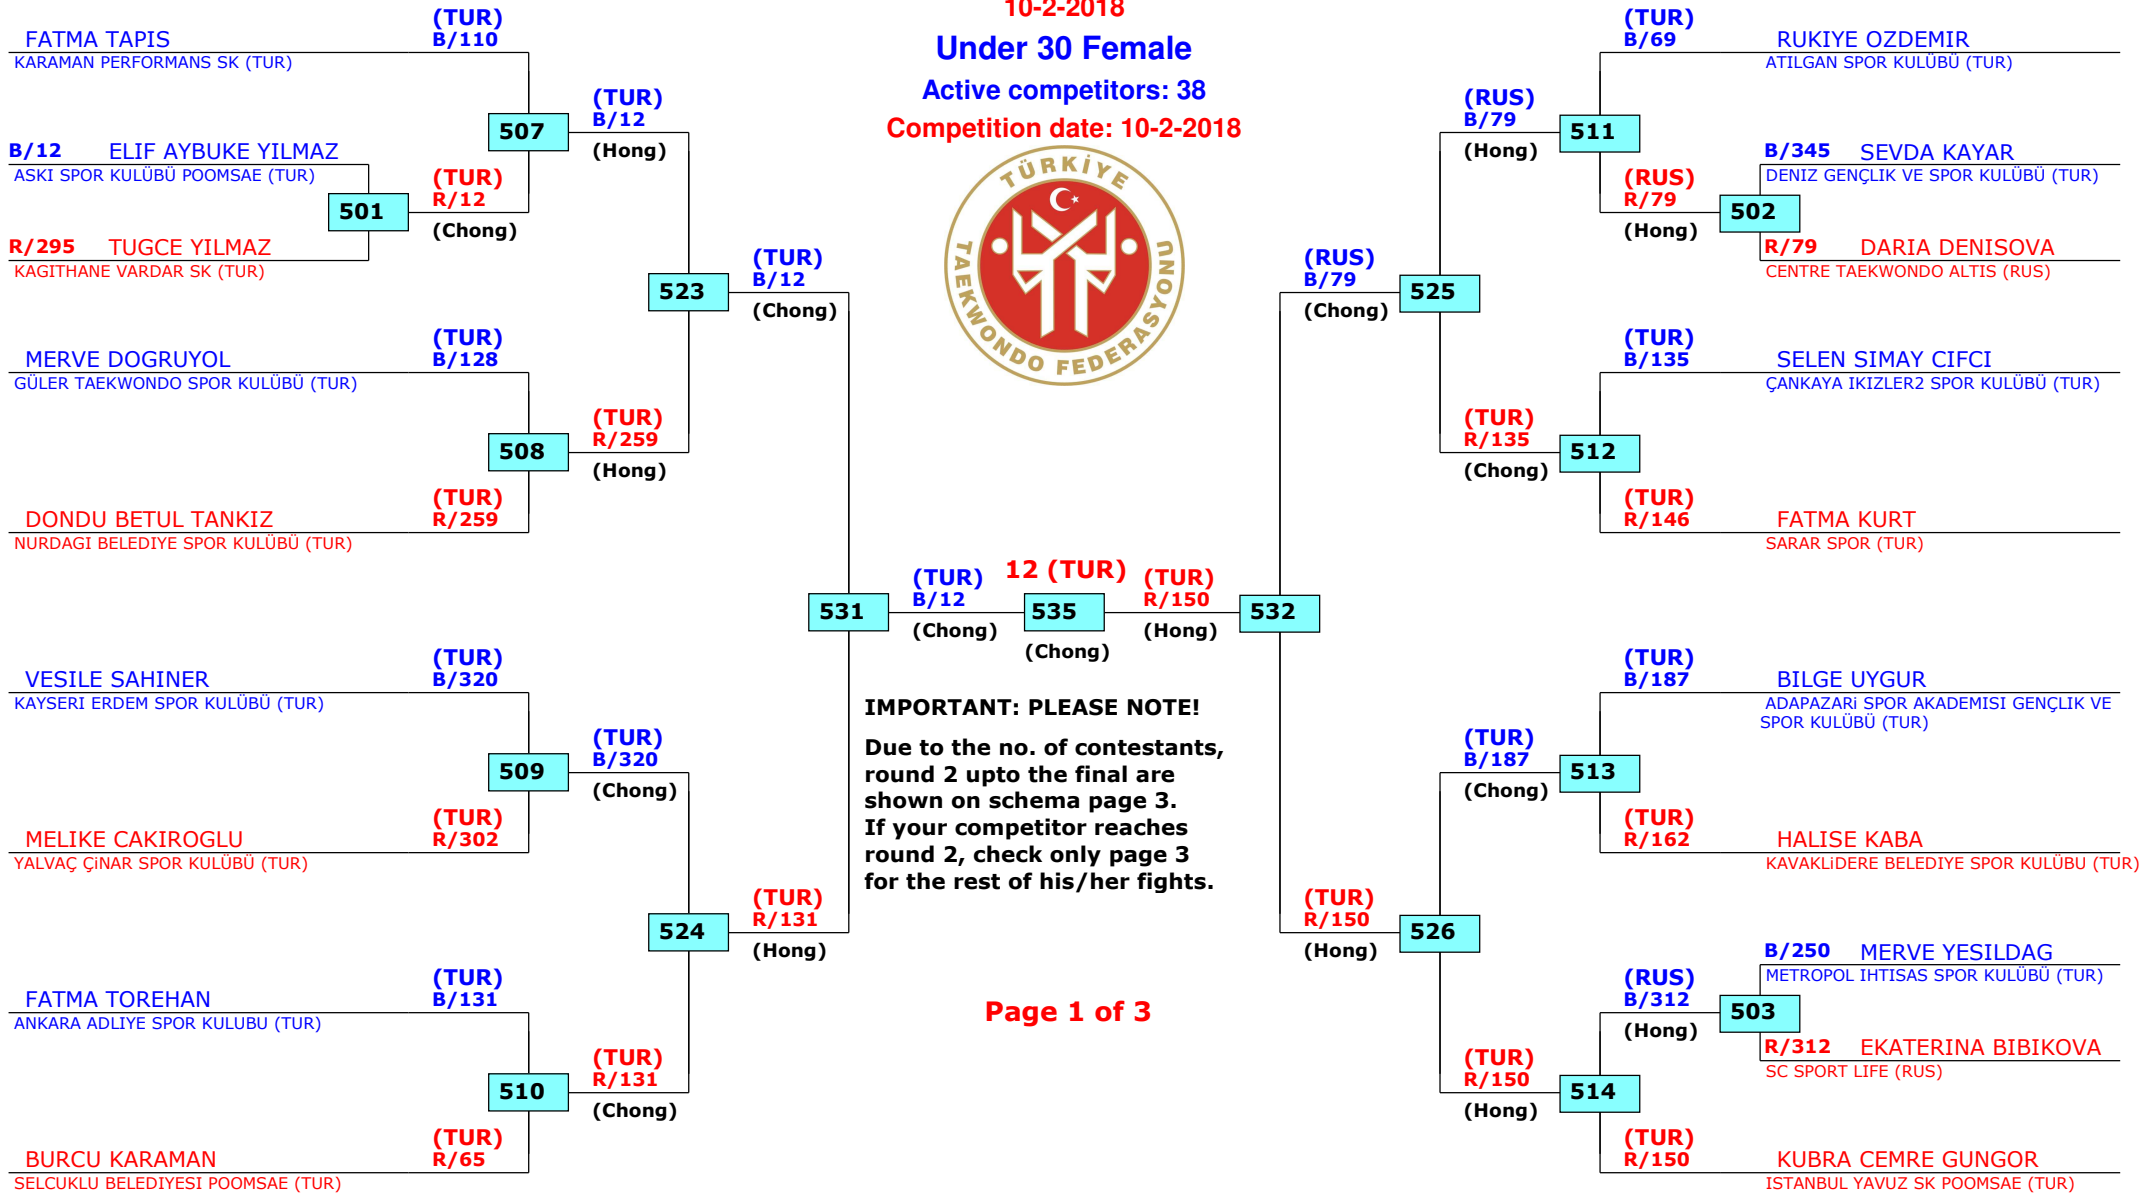 10-2-2018
Under 30 Female
Active competitors: 38
Competition date: 10-2-2018
TÜRKİYE
TAEKWONDO FEDERASYONU
(TUR)
FATMA TAPIS B/110
KARAMAN PERFORMANS SK (TUR)
(TUR)
507 B/12
(Hong)
B/12 ELIF AYBUKE YILMAZ
ASKI SPOR KULÜBÜ POOMSAE (TUR)
(TUR)
501 R/12
(Chong)
R/295 TUGCE YILMAZ
KAGITHANE VARDAR SK (TUR)
(TUR)
523 B/12
(Chong)
(TUR)
MERVE DOGRUYOL B/128
GÜLER TAEKWONDO SPOR KULÜBÜ (TUR)
(TUR)
508 R/259
(Hong)
(TUR)
DONDU BETUL TANKIZ R/259
NURDAGI BELEDIYE SPOR KULÜBÜ (TUR)
(TUR)
531 B/12
(Chong)
12 (TUR)
535
(Chong)
(TUR)
R/150 532
(Hong)
(TUR)
VESILE SAHINER B/320
KAYSERI ERDEM SPOR KULÜBÜ (TUR)
(TUR)
509 B/320
(Chong)
(TUR)
MELIKE CAKIROGLU R/302
YALVAÇ ÇiNAR SPOR KULÜBÜ (TUR)
(TUR)
524 R/131
(Hong)
(TUR)
FATMA TOREHAN B/131
ANKARA ADLIYE SPOR KULUBU (TUR)
(TUR)
510 R/131
(Chong)
(TUR)
BURCU KARAMAN R/65
SELCUKLU BELEDIYESI POOMSAE (TUR)
IMPORTANT: PLEASE NOTE!
Due to the no. of contestants,
round 2 upto the final are
shown on schema page 3.
If your competitor reaches
round 2, check only page 3
for the rest of his/her fights.
Page 1 of 3
(TUR)
B/69 RUKIYE OZDEMIR
ATILGAN SPOR KULÜBÜ (TUR)
(RUS)
B/79 511
(Hong)
B/345 SEVDA KAYAR
DENIZ GENÇLIK VE SPOR KULÜBÜ (TUR)
(RUS)
R/79 502
(Hong)
R/79 DARIA DENISOVA
CENTRE TAEKWONDO ALTIS (RUS)
(RUS)
B/79 525
(Chong)
(TUR)
B/135 SELEN SIMAY CIFCI
ÇANKAYA IKIZLER2 SPOR KULÜBÜ (TUR)
(TUR)
R/135 512
(Chong)
(TUR)
R/146 FATMA KURT
SARAR SPOR (TUR)
(TUR)
B/187 BILGE UYGUR
ADAPAZARi SPOR AKADEMISI GENÇLIK VE
SPOR KULÜBÜ (TUR)
(TUR)
B/187 513
(Chong)
(TUR)
R/162 HALISE KABA
KAVAKLiDERE BELEDIYE SPOR KULÜBU (TUR)
(TUR)
R/150 526
(Hong)
B/250 MERVE YESILDAG
METROPOL IHTISAS SPOR KULÜBÜ (TUR)
(RUS)
B/312 503
(Hong)
R/312 EKATERINA BIBIKOVA
SC SPORT LIFE (RUS)
(TUR)
R/150 514
(Hong)
(TUR)
R/150 KUBRA CEMRE GUNGOR
ISTANBUL YAVUZ SK POOMSAE (TUR)